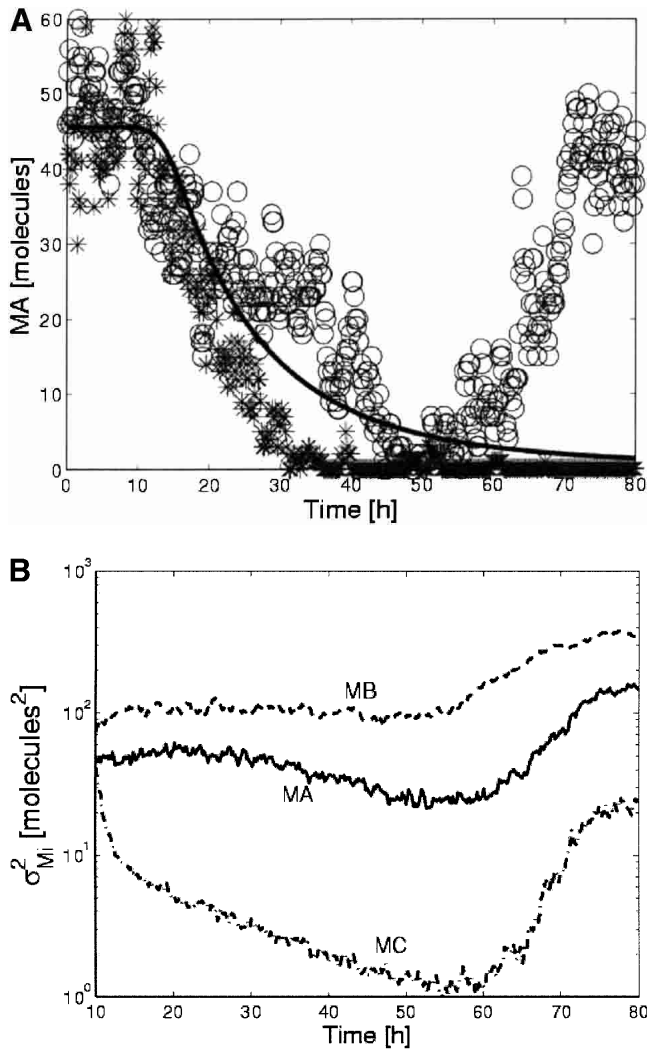 A
60
50
40
30
20
10
0
MA [molecules]
0 10 20 30 40 50 60 70 80
Time [h]
B
10³
10²
10¹
10⁰
σ²Mi [molecules²]
MB
MA
MC
10 20 30 40 50 60 70 80
Time [h]